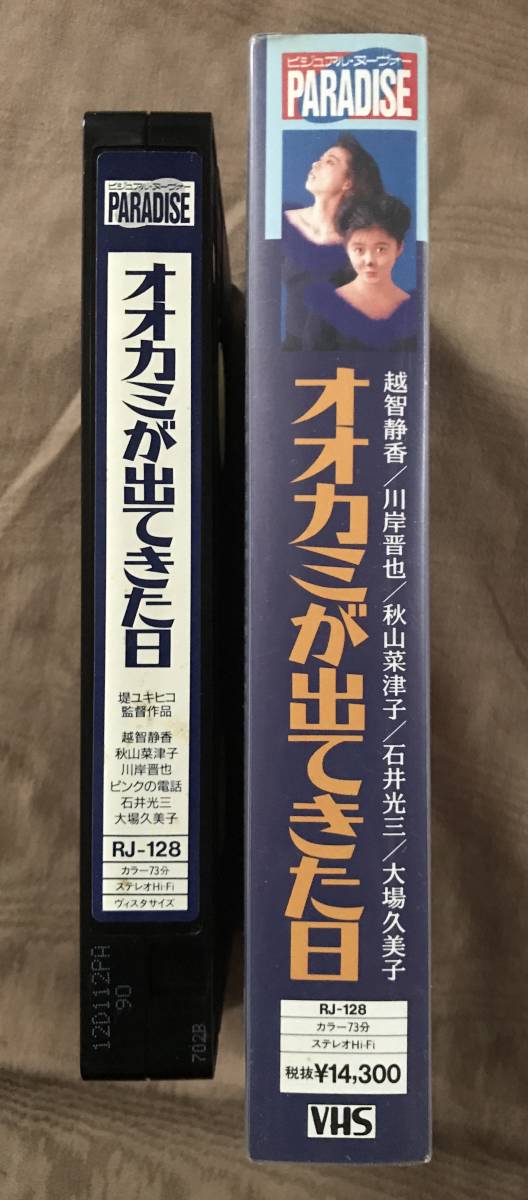 ビジュアル・ヌーヴォー
PARADISE
オオカミが出てきた日
堤ユキヒコ
監督作品
越智静香
秋山菜津子
川岸晋也
ピンクの電話
石井光三
大場久美子
RJ-128
カラー73分
ステレオHi-Fi
ヴィスタサイズ
12D112PA
90
702B
ビジュアル・ヌーヴォー
PARADISE
越智静香/川岸晋也/秋山菜津子/石井光三/大場久美子
オオカミが出てきた日
RJ-128
カラー73分
ステレオHi-Fi
税抜¥14,300
VHS